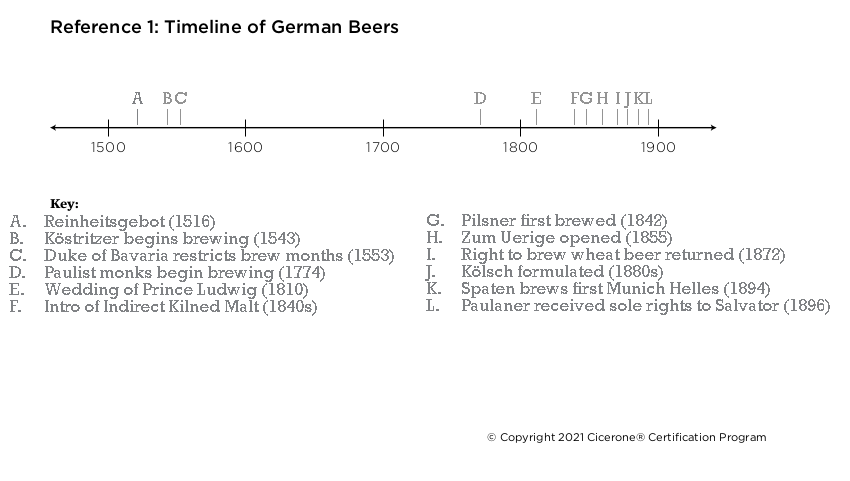 Reference 1: Timeline of German Beers
A B C D E F G H I J K L
1500 1600 1700 1800 1900
Key:
A. Reinheitsgebot (1516)
B. Köstritzer begins brewing (1543)
C. Duke of Bavaria restricts brew months (1553)
D. Paulist monks begin brewing (1774)
E. Wedding of Prince Ludwig (1810)
F. Intro of Indirect Kilned Malt (1840s)
G. Pilsner first brewed (1842)
H. Zum Uerige opened (1855)
I. Right to brew wheat beer returned (1872)
J. Kölsch formulated (1880s)
K. Spaten brews first Munich Helles (1894)
L. Paulaner received sole rights to Salvator (1896)
© Copyright 2021 Cicerone® Certification Program